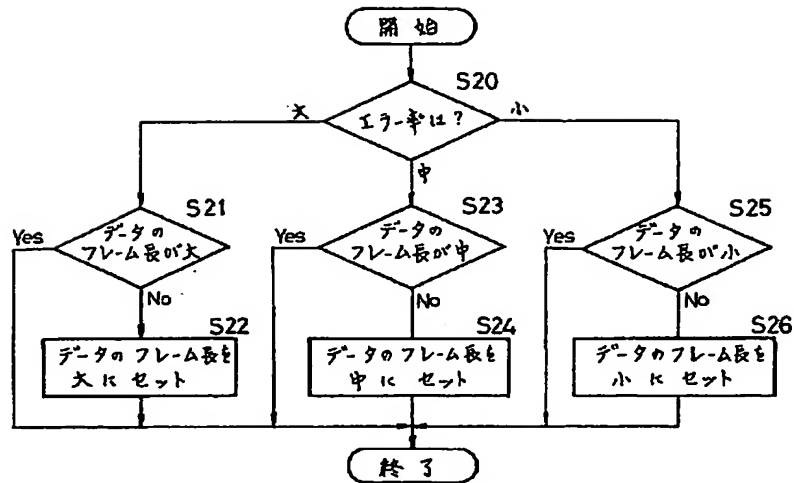 開始
S20
エラー率は?
大
小
中
S21
データの
フレーム長が大
Yes
No
S22
データのフレーム長を
大にセット
S23
データの
フレーム長が中
Yes
No
S24
データのフレーム長を
中にセット
S25
データの
フレーム長が小
Yes
No
S26
データのフレーム長を
小にセット
終了